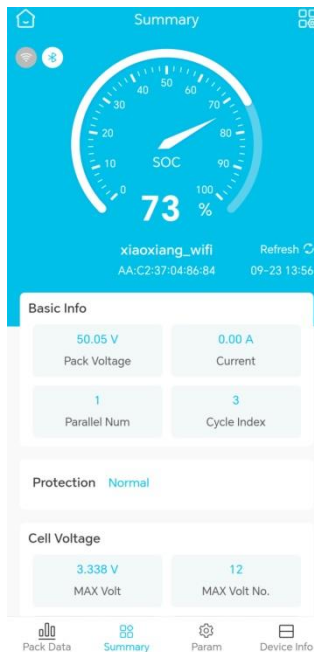 Summary
0
10
20
30
40
50
60
70
80
90
100
SOC
73 %
xiaoxiang_wifi Refresh
AA:C2:37:04:86:84 09-23 13:56
Basic Info
50.05 V 0.00 A
Pack Voltage Current
1 3
Parallel Num Cycle Index
Protection Normal
Cell Voltage
3.338 V 12
MAX Volt MAX Volt No.
Pack Data Summary Param Device Info